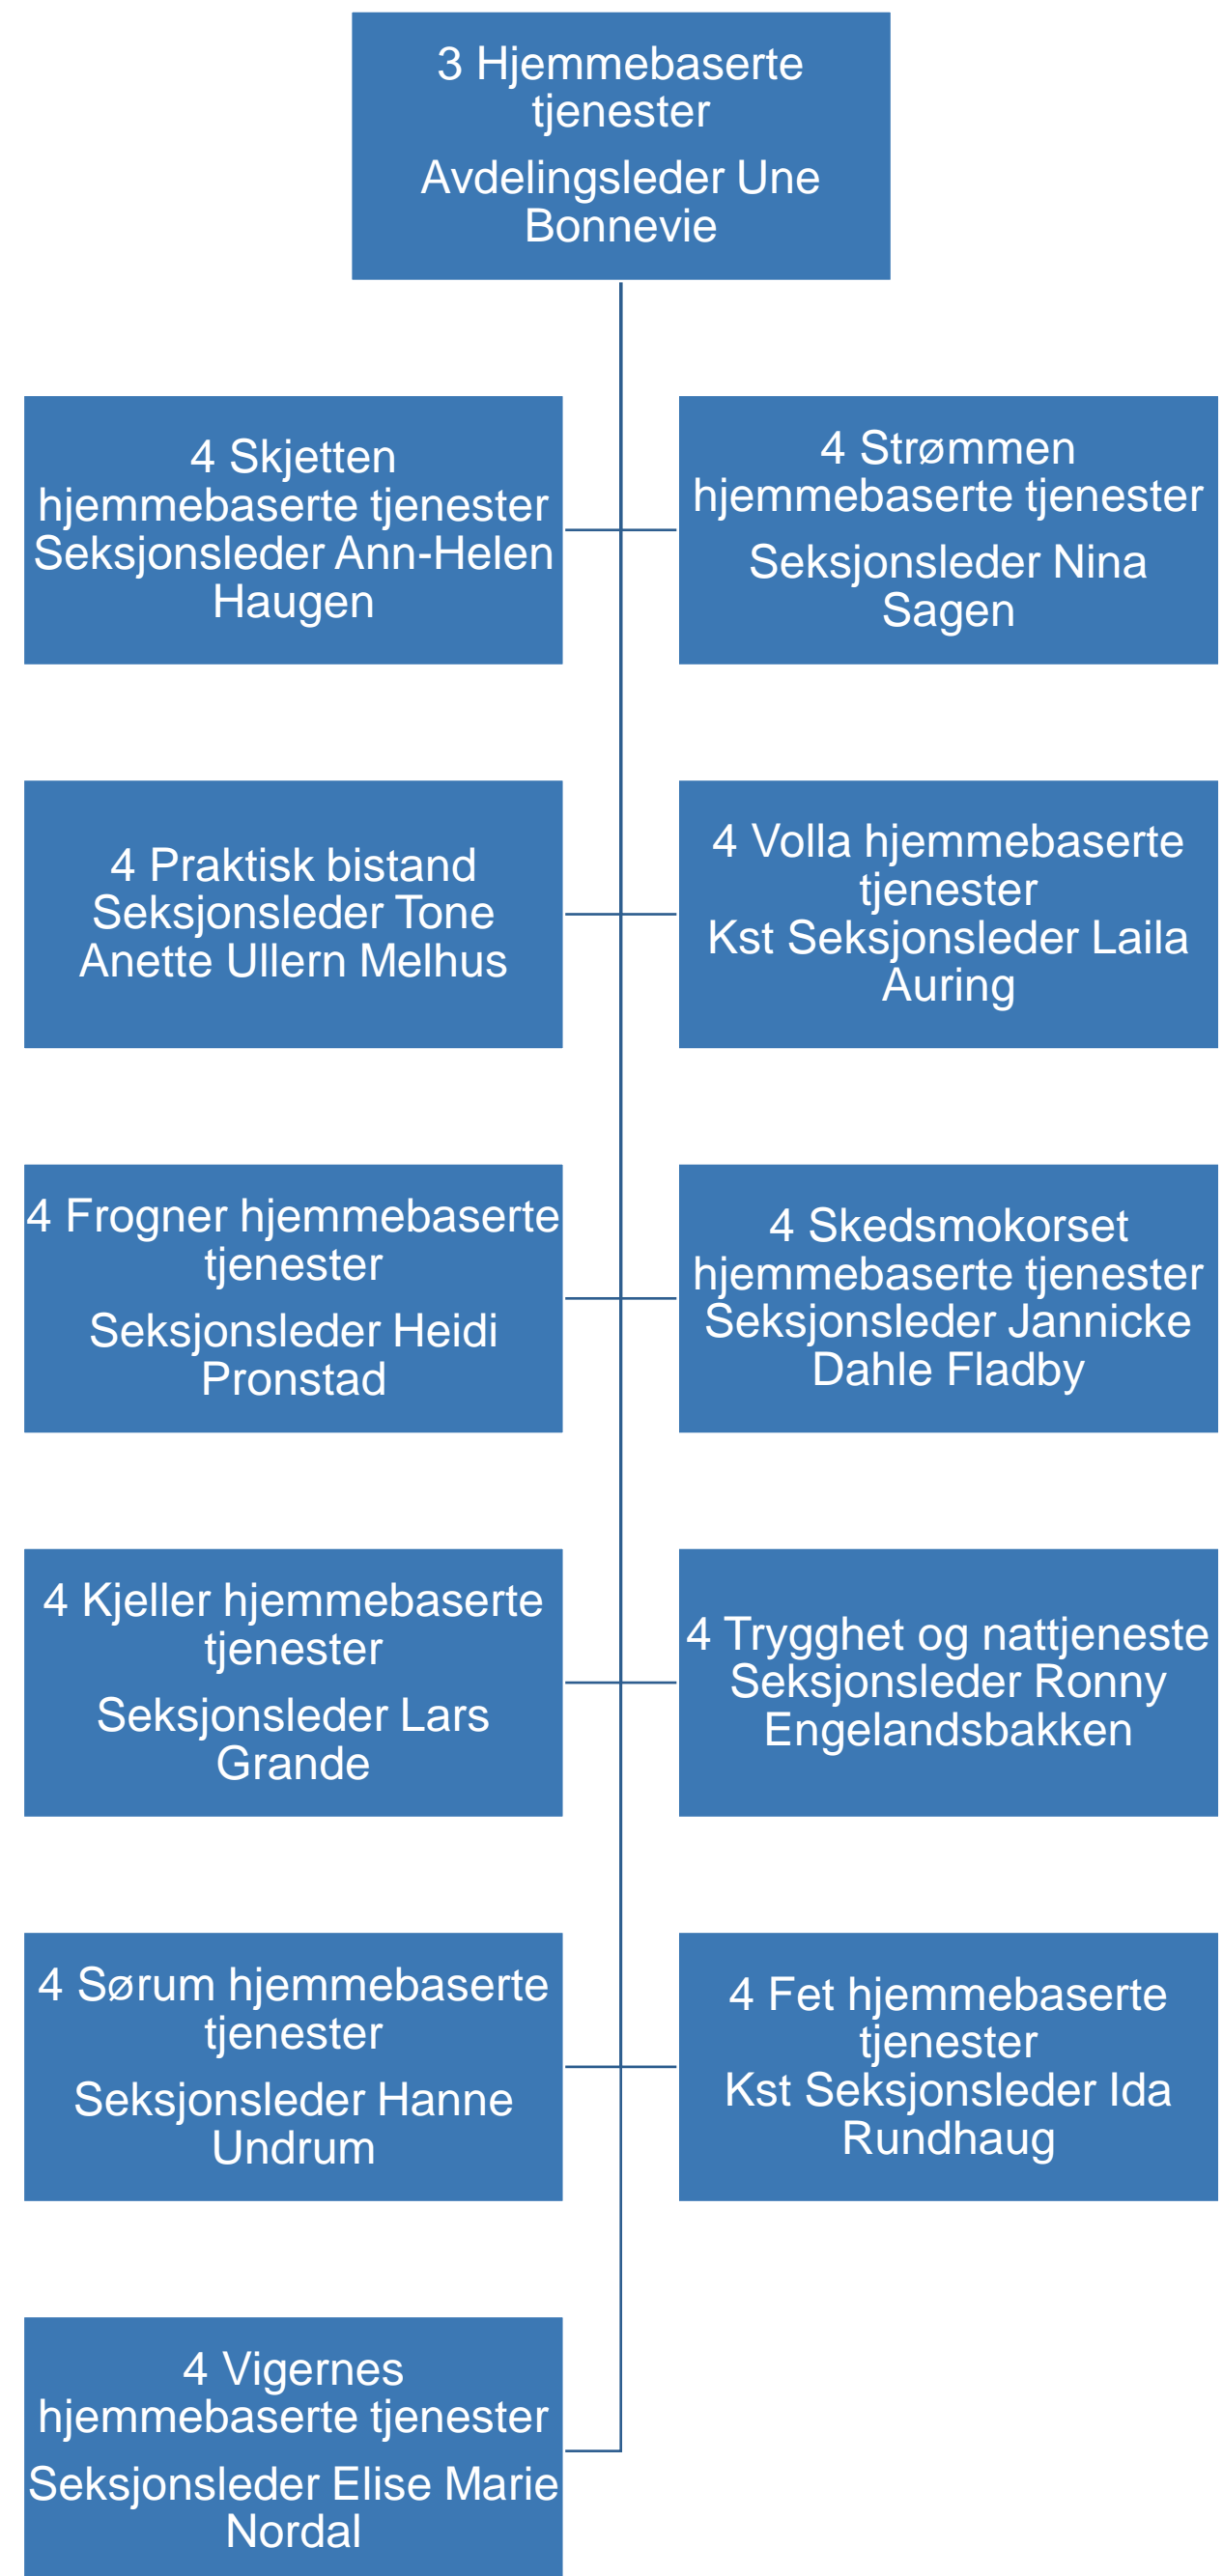 3 Hjemmebaserte
tjenester
Avdelingsleder Une
Bonnevie
4 Skjetten
hjemmebaserte tjenester
Seksjonsleder Ann-Helen
Haugen
4 Strømmen
hjemmebaserte tjenester
Seksjonsleder Nina
Sagen
4 Praktisk bistand
Seksjonsleder Tone
Anette Ullern Melhus
4 Volla hjemmebaserte
tjenester
Kst Seksjonsleder Laila
Auring
4 Frogner hjemmebaserte
tjenester
Seksjonsleder Heidi
Pronstad
4 Skedsmokorset
hjemmebaserte tjenester
Seksjonsleder Jannicke
Dahle Fladby
4 Kjeller hjemmebaserte
tjenester
Seksjonsleder Lars
Grande
4 Trygghet og nattjeneste
Seksjonsleder Ronny
Engelandsbakken
4 Sørum hjemmebaserte
tjenester
Seksjonsleder Hanne
Undrum
4 Fet hjemmebaserte
tjenester
Kst Seksjonsleder Ida
Rundhaug
4 Vigernes
hjemmebaserte tjenester
Seksjonsleder Elise Marie
Nordal